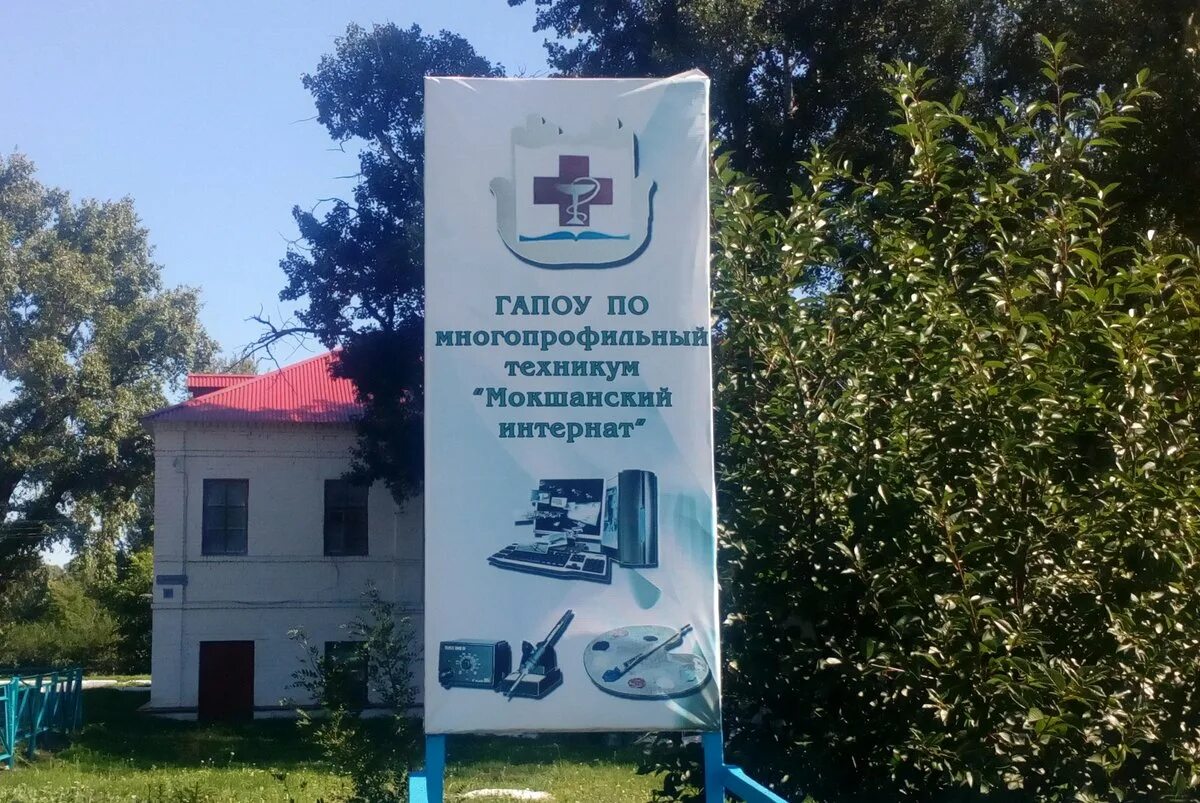 ГАПОУ ПО
многопрофильный
техникум
"Мокшанский
интернат"